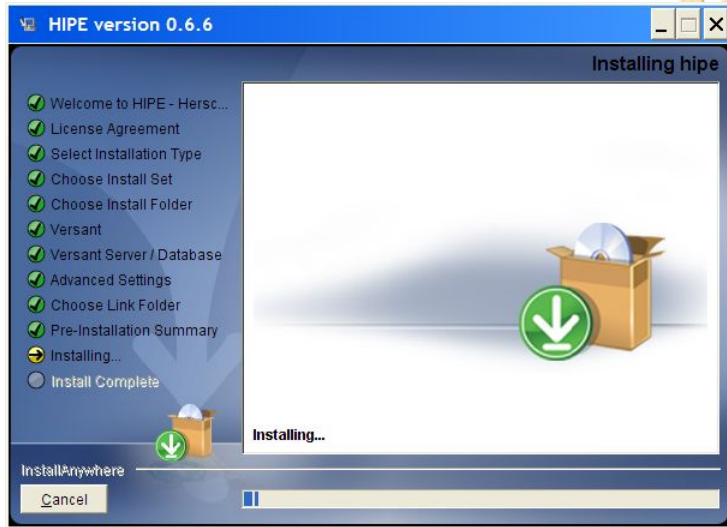 HIPE version 0.6.6
Installing hipe
Welcome to HIPE - Hersc...
License Agreement
Select Installation Type
Choose Install Set
Choose Install Folder
Versant
Versant Server / Database
Advanced Settings
Choose Link Folder
Pre-Installation Summary
Installing...
Install Complete
Installing...
InstallAnywhere
Cancel